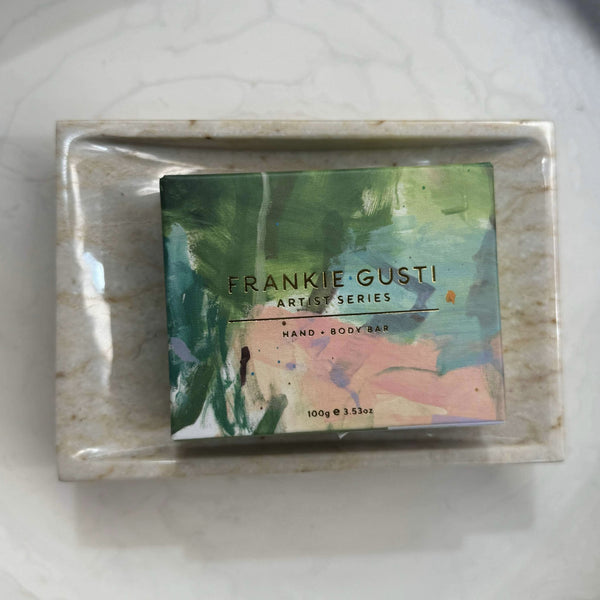 FRANKIE GUSTI
ARTIST SERIES
HAND + BODY BAR
100g ℮ 3.53oz